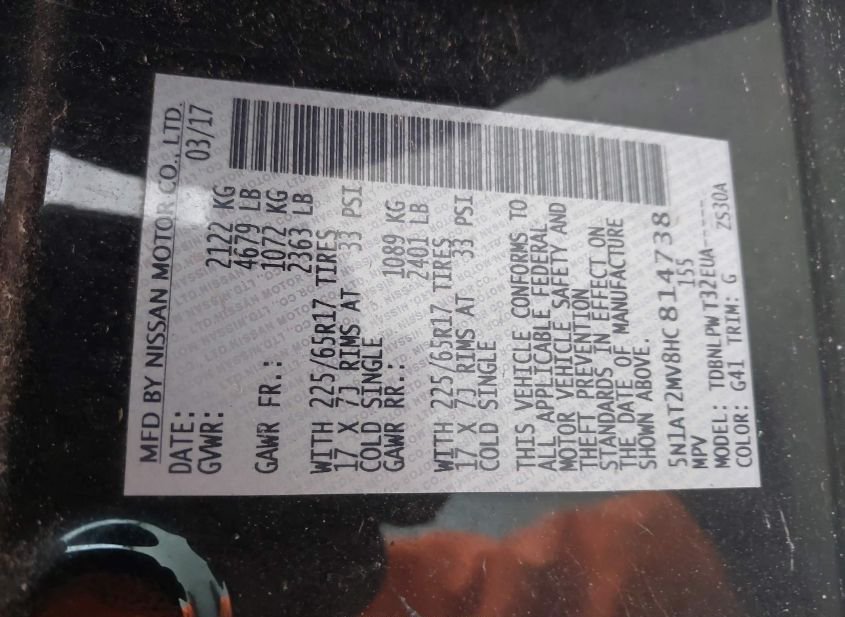 MFD BY NISSAN MOTOR CO., LTD.
DATE: 03/17
GVWR: 2122 KG
4679 LB
GAWR FR.: 1072 KG
2363 LB
WITH 225/65R17 TIRES
17 X 7J RIMS AT 33 PSI
COLD SINGLE
GAWR RR.: 1089 KG
2401 LB
WITH 225/65R17 TIRES
17 X 7J RIMS AT 33 PSI
COLD SINGLE
THIS VEHICLE CONFORMS TO
ALL APPLICABLE FEDERAL
MOTOR VEHICLE SAFETY AND
THEFT PREVENTION
STANDARDS IN EFFECT ON
THE DATE OF MANUFACTURE
SHOWN ABOVE.
5N1AT2MV8HC814738
MPV 155
MODEL: TDBNLPWT32EUA-----
COLOR: G41 TRIM: G ZS30A